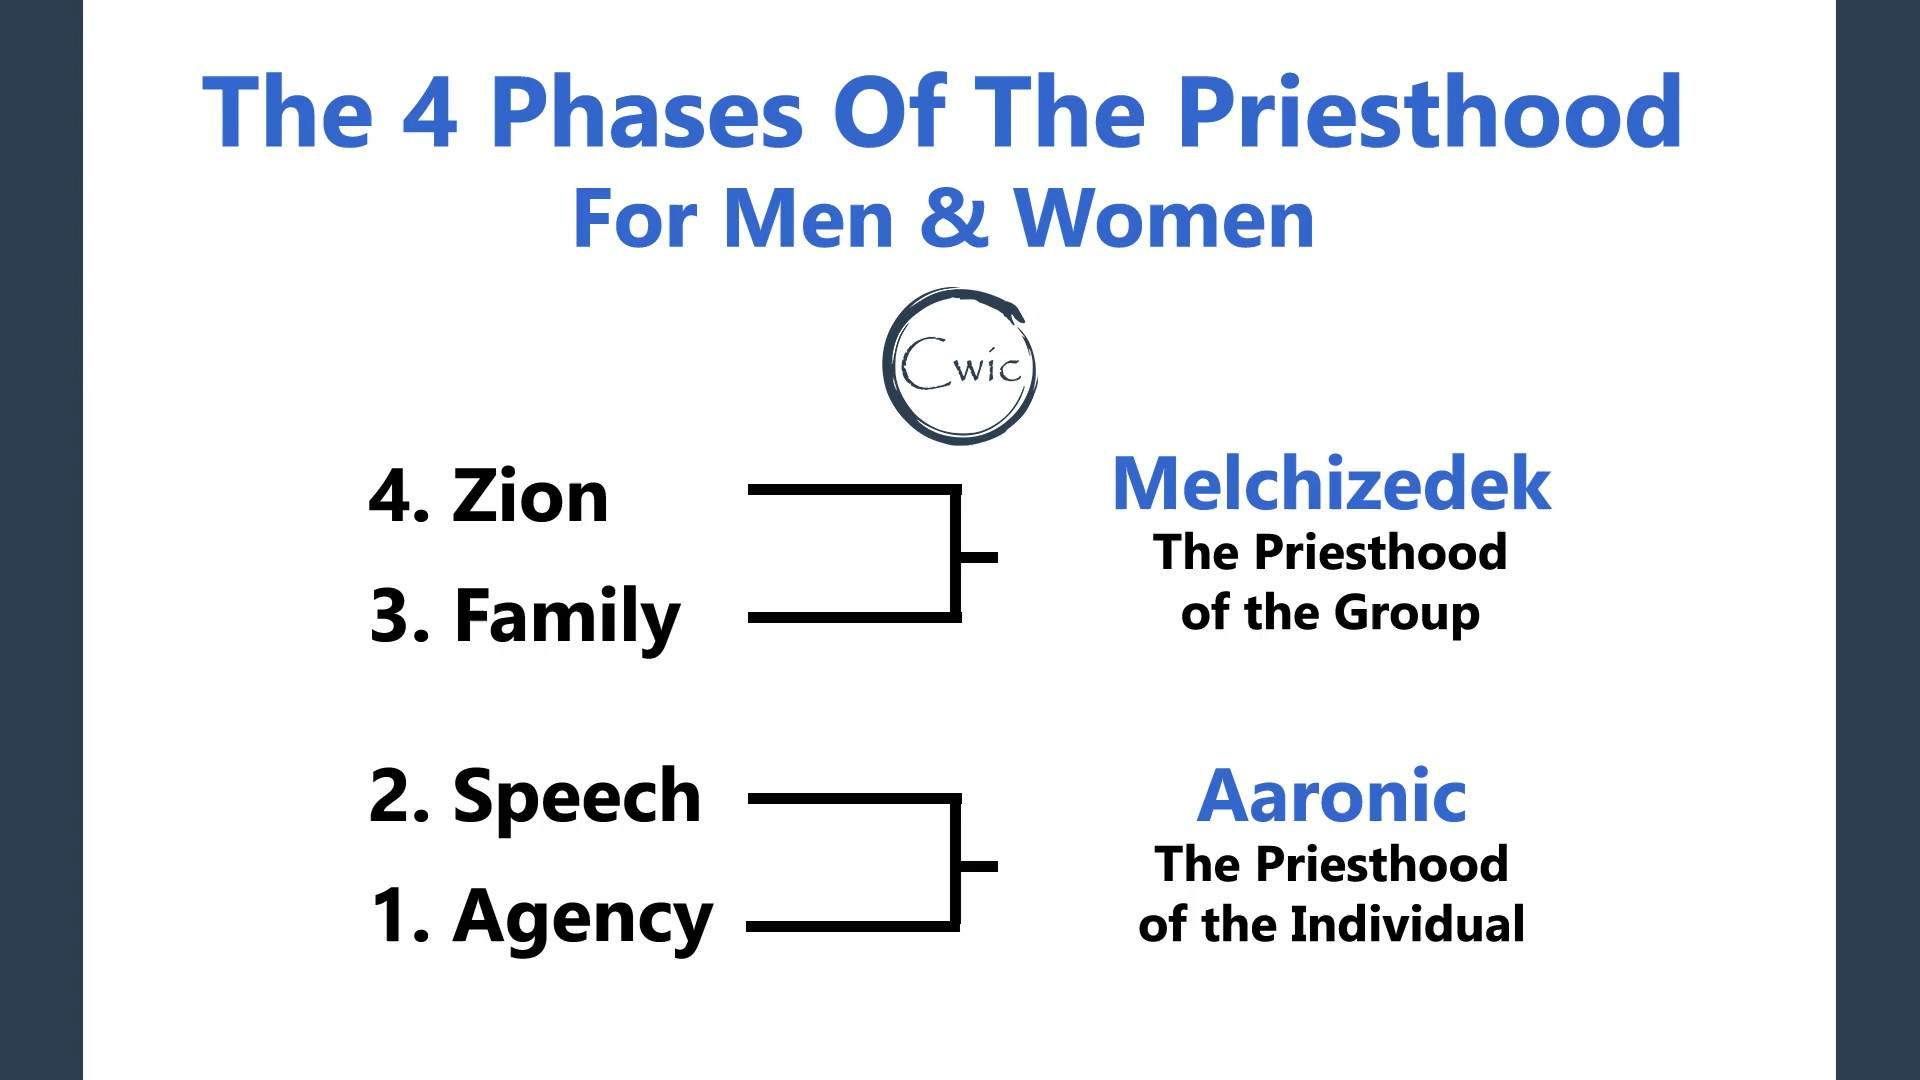 The 4 Phases Of The Priesthood
For Men & Women
Cwic
4. Zion
3. Family
Melchizedek
The Priesthood
of the Group
2. Speech
1. Agency
Aaronic
The Priesthood
of the Individual